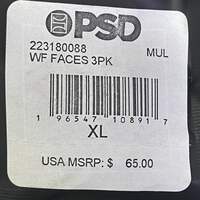 PSD
223180088 MUL
WF FACES 3PK
1 96547 10891 7
XL
USA MSRP: $ 65.00